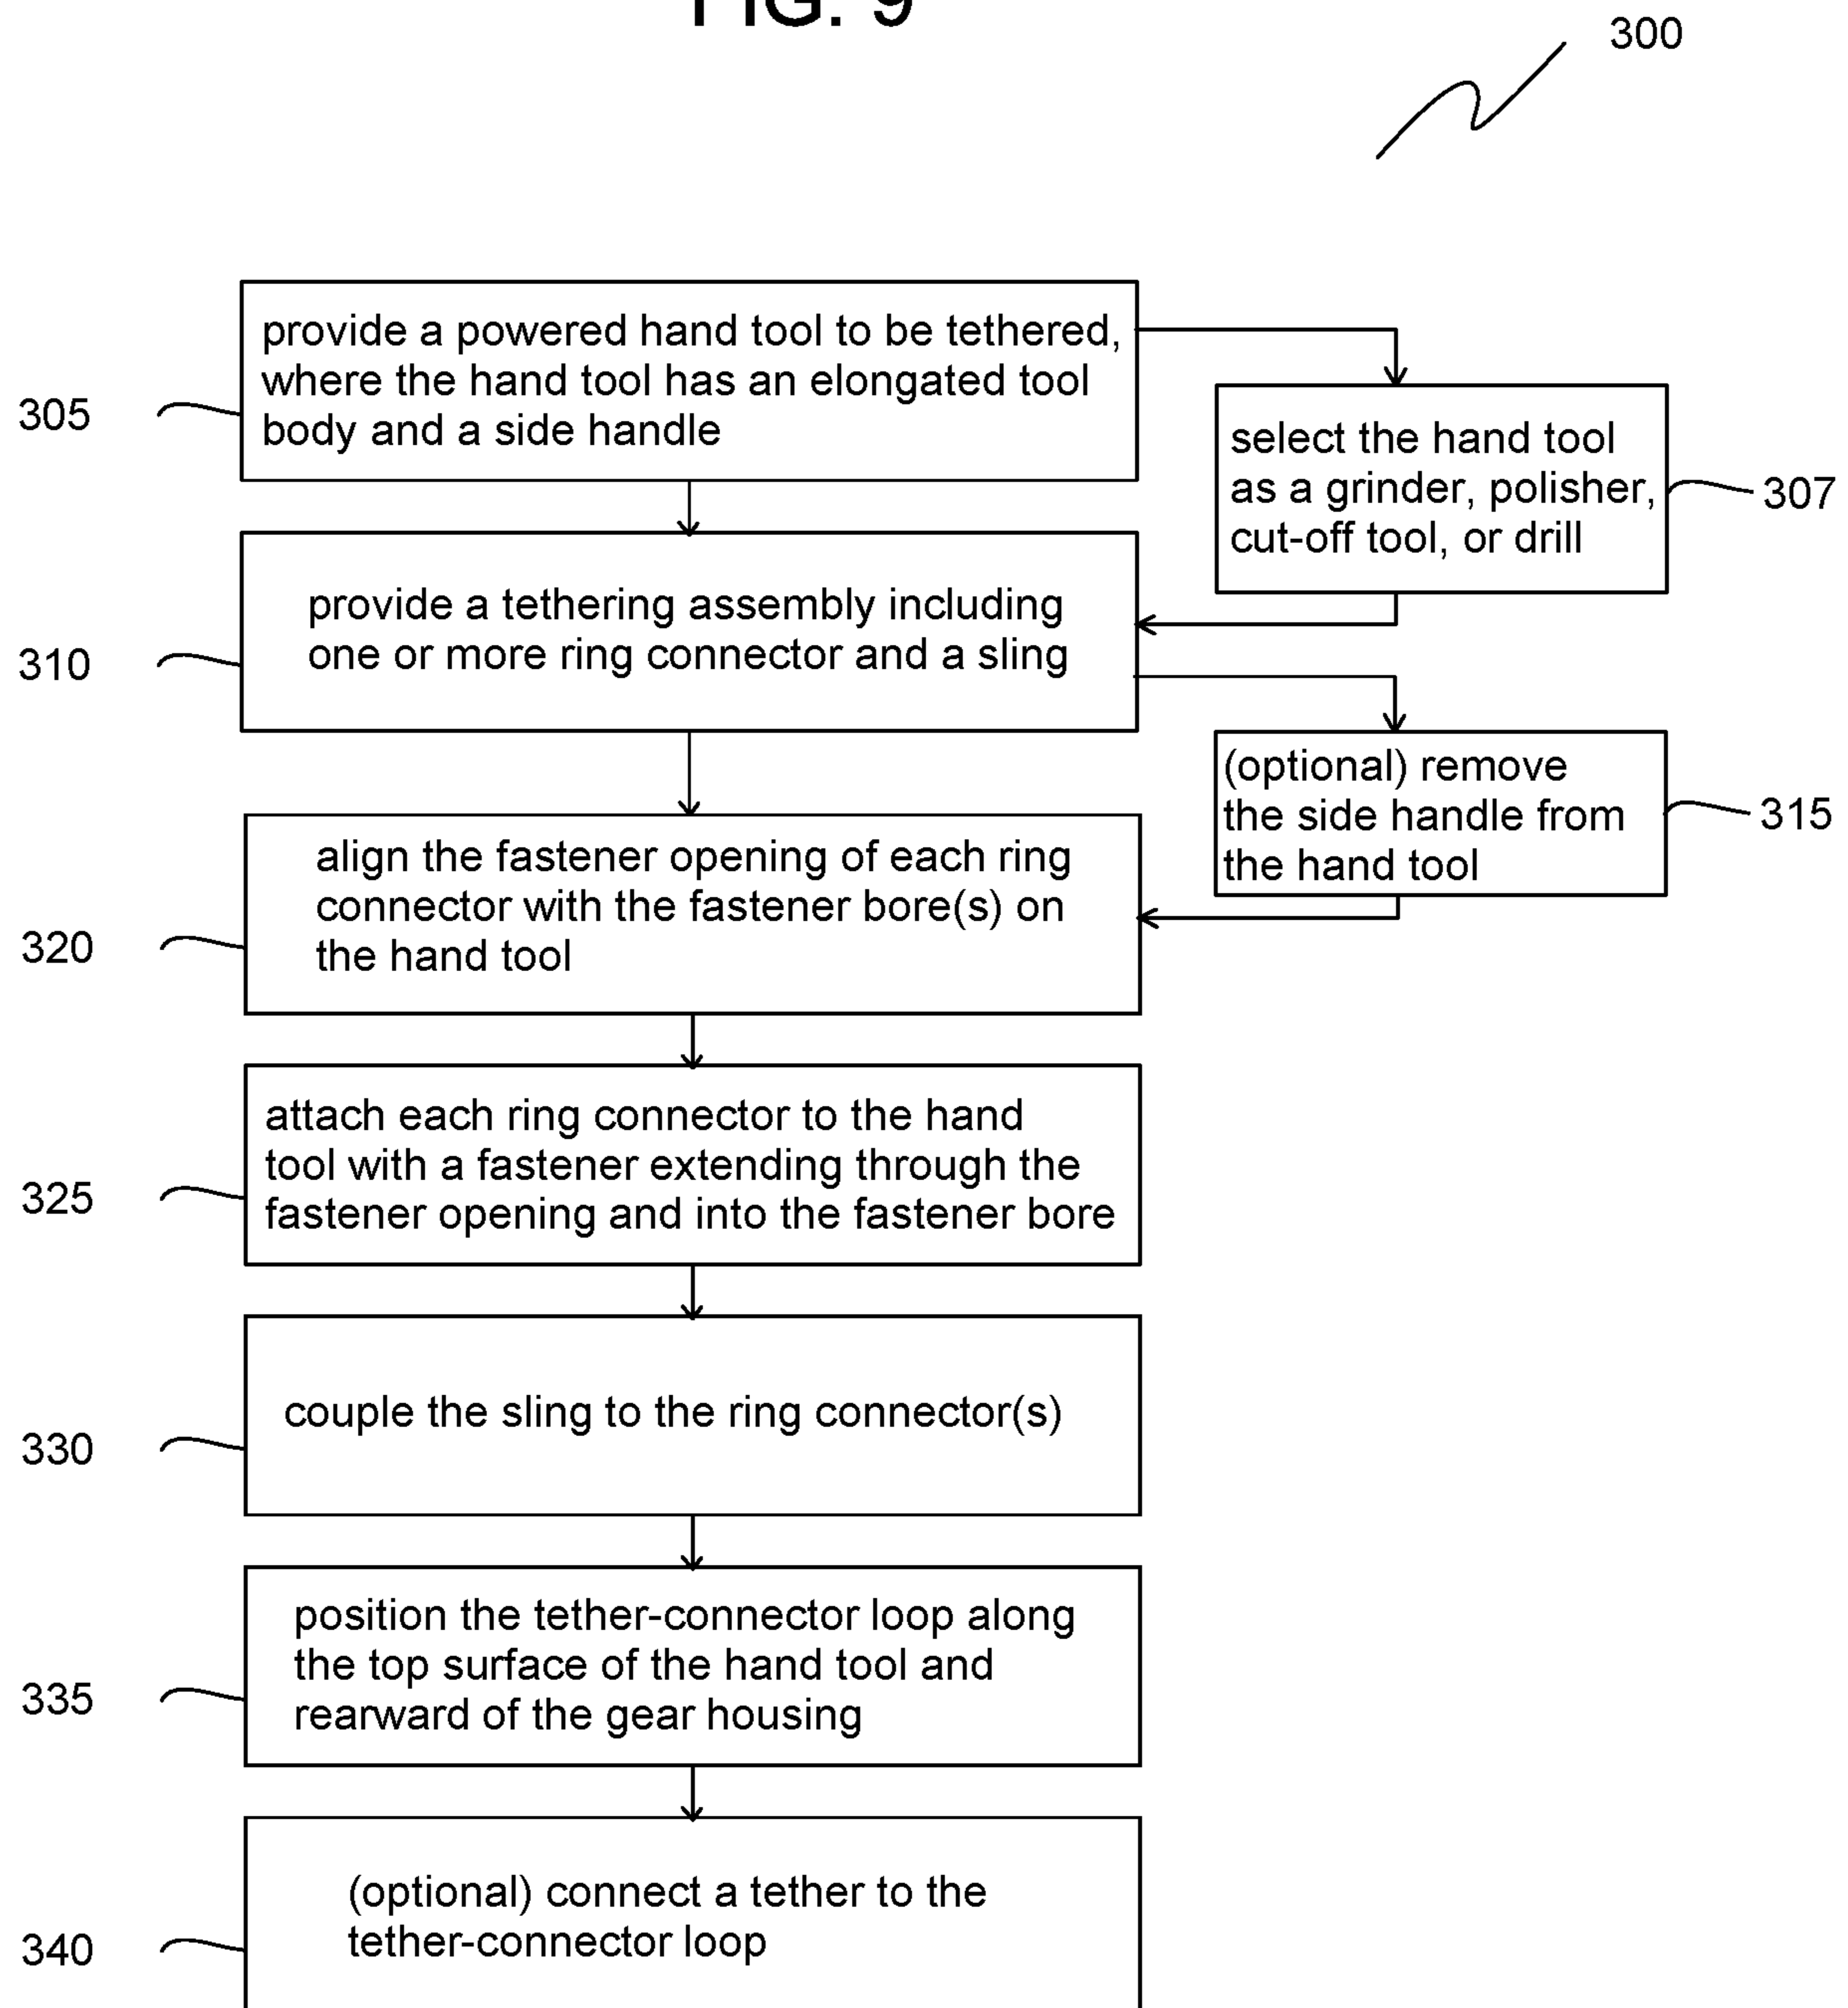 FIG. 9
300
provide a powered hand tool to be tethered,
where the hand tool has an elongated tool
body and a side handle
305
select the hand tool
as a grinder, polisher,
cut-off tool, or drill
307
provide a tethering assembly including
one or more ring connector and a sling
310
(optional) remove
the side handle from
the hand tool
315
align the fastener opening of each ring
connector with the fastener bore(s) on
the hand tool
320
attach each ring connector to the hand
tool with a fastener extending through the
fastener opening and into the fastener bore
325
couple the sling to the ring connector(s)
330
position the tether-connector loop along
the top surface of the hand tool and
rearward of the gear housing
335
(optional) connect a tether to the
tether-connector loop
340